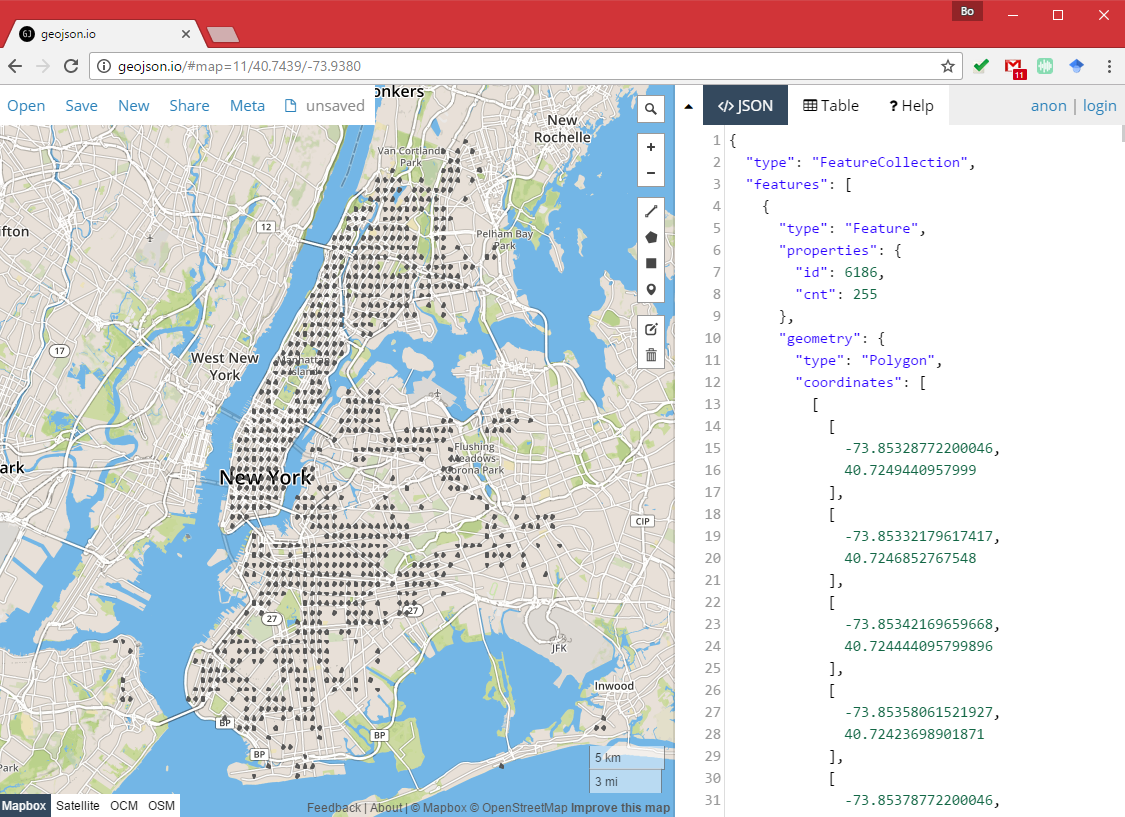 Bo
geojson.io
geojson.io/#map=11/40.7439/-73.9380
11
Open Save New Share Meta unsaved
JSON Table ? Help anon | login
onkers
New Rochelle
Van Cortlandt Park
12
Pelham Bay Park
fton
17
West New York
Manhattan Island
Flushing Meadows-Corona Park
ark
New York
CIP
27
27
JFK
Inwood
BP
BP
BP
Park
5 km
3 mi
Mapbox Satellite OCM OSM
Feedback | About | © Mapbox © OpenStreetMap Improve this map
1 {
2 "type": "FeatureCollection",
3 "features": [
4 {
5 "type": "Feature",
6 "properties": {
7 "id": 6186,
8 "cnt": 255
9 },
10 "geometry": {
11 "type": "Polygon",
12 "coordinates": [
13 [
14 [
15 -73.85328772200046,
16 40.7249440957999
17 ],
18 [
19 -73.85332179617417,
20 40.7246852767548
21 ],
22 [
23 -73.85342169659668,
24 40.724444095799896
25 ],
26 [
27 -73.85358061521927,
28 40.72423698901871
29 ],
30 [
31 -73.85378772200046,